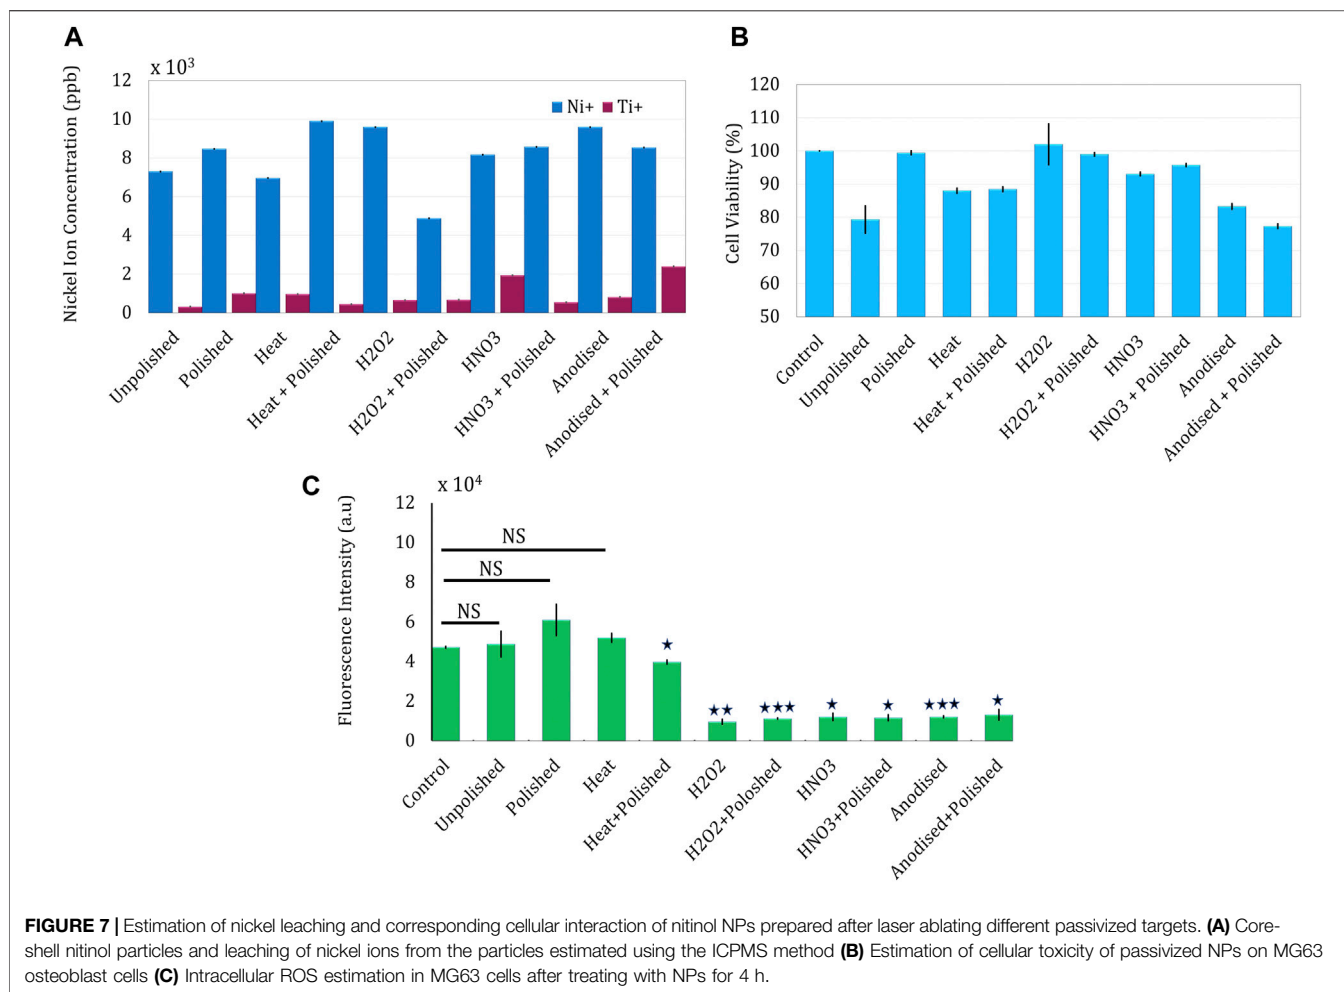 A
x 10³
Nickel Ion Concentration (ppb)
12
10
8
6
4
2
0
Ni+
Ti+
Unpolished
Polished
Heat
Heat + Polished
H2O2
H2O2 + Polished
HNO3
HNO3 + Polished
Anodised
Anodised + Polished
B
Cell Viability (%)
120
110
100
90
80
70
60
50
Control
Unpolished
Polished
Heat
Heat + Polished
H2O2
H2O2 + Polished
HNO3
HNO3 + Polished
Anodised
Anodised + Polished
C
x 10⁴
Fluorescence Intensity (a.u)
12
10
8
6
4
2
0
NS
NS
NS
★
★★
★★★
★
★
★★★
★
Control
Unpolished
Polished
Heat
Heat+Polished
H2O2
H2O2+Poloshed
HNO3
HNO3+Polished
Anodised
Anodised+Polished
FIGURE 7 | Estimation of nickel leaching and corresponding cellular interaction of nitinol NPs prepared after laser ablating different passivized targets. (A) Core-
shell nitinol particles and leaching of nickel ions from the particles estimated using the ICPMS method (B) Estimation of cellular toxicity of passivized NPs on MG63
osteoblast cells (C) Intracellular ROS estimation in MG63 cells after treating with NPs for 4 h.